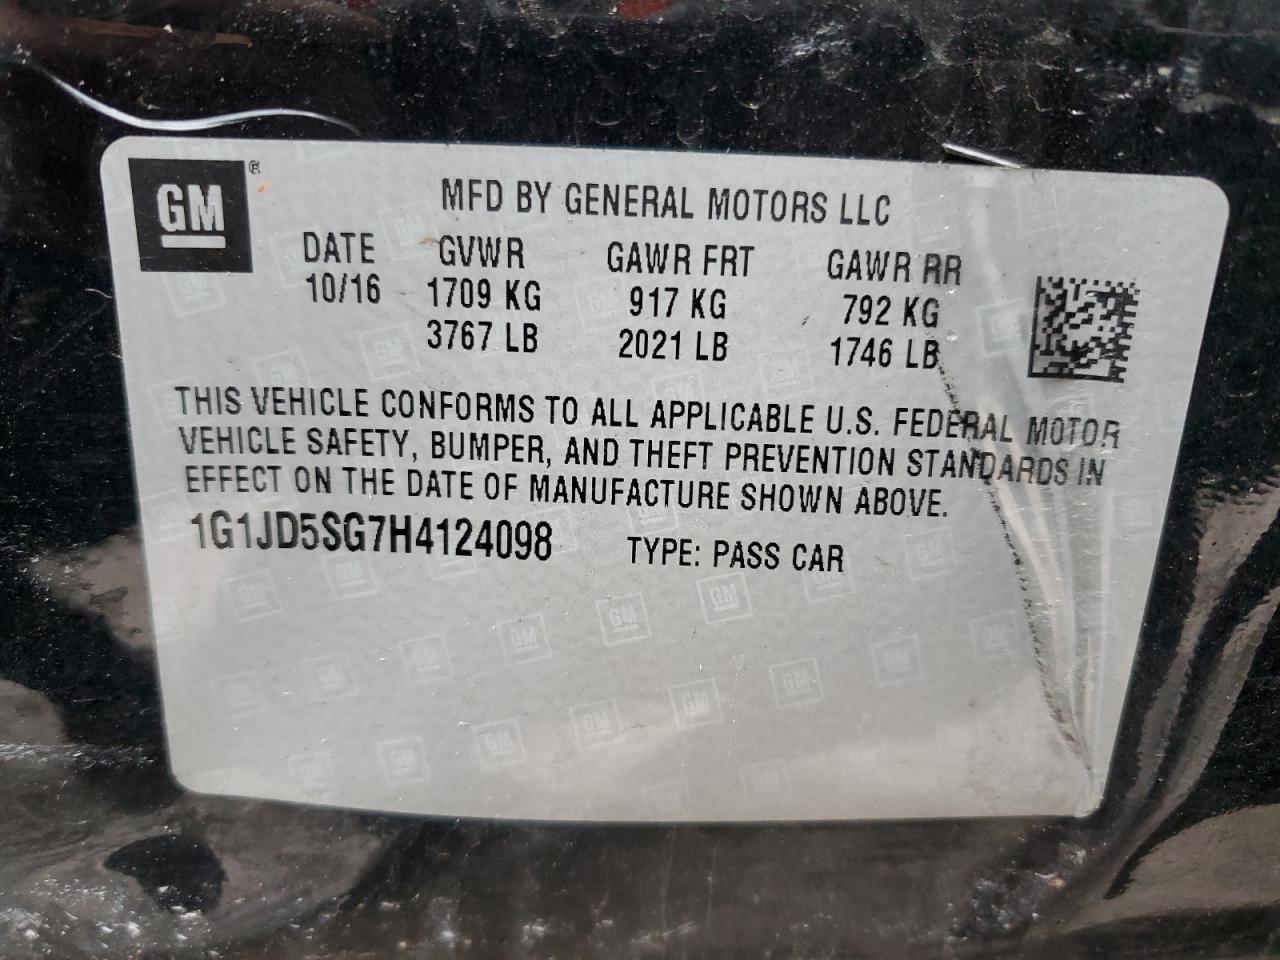 GM ®
MFD BY GENERAL MOTORS LLC
DATE GVWR GAWR FRT GAWR RR
10/16 1709 KG 917 KG 792 KG
3767 LB 2021 LB 1746 LB
THIS VEHICLE CONFORMS TO ALL APPLICABLE U.S. FEDERAL MOTOR
VEHICLE SAFETY, BUMPER, AND THEFT PREVENTION STANDARDS IN
EFFECT ON THE DATE OF MANUFACTURE SHOWN ABOVE.
1G1JD5SG7H4124098 TYPE: PASS CAR